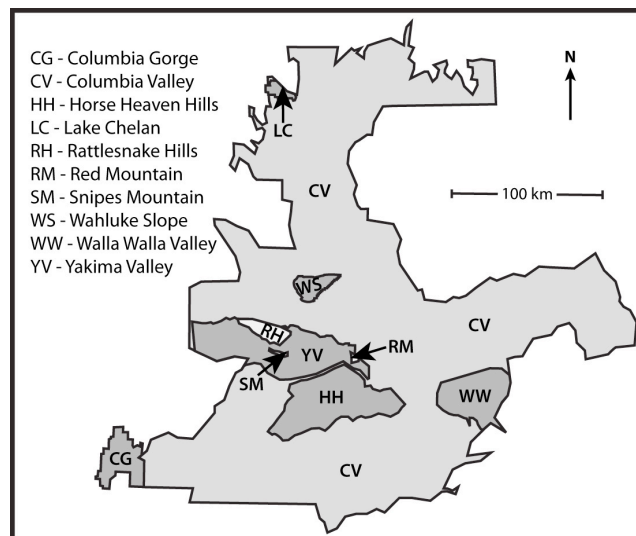 CG - Columbia Gorge
CV - Columbia Valley
HH - Horse Heaven Hills
LC - Lake Chelan
RH - Rattlesnake Hills
RM - Red Mountain
SM - Snipes Mountain
WS - Wahluke Slope
WW - Walla Walla Valley
YV - Yakima Valley
N
LC
CV
100 km
WS
CV
RH
YV
RM
SM
HH
WW
CG
CV